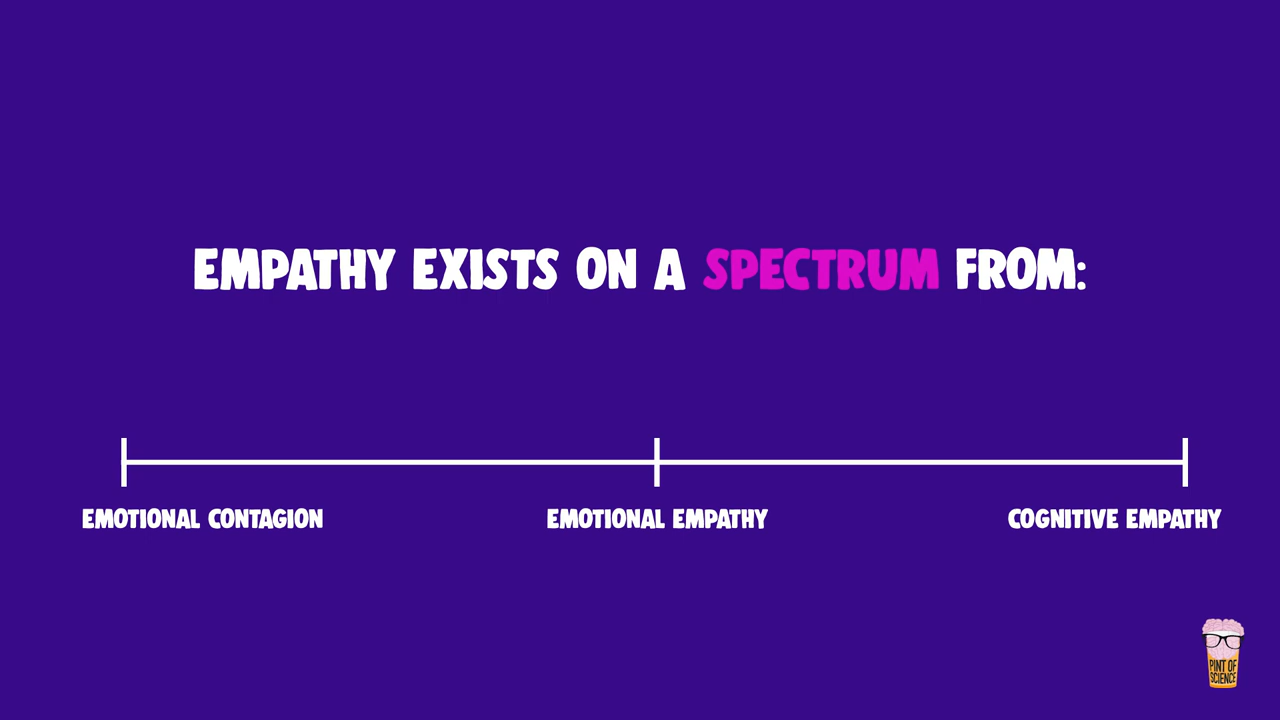 EMPATHY EXISTS ON A SPECTRUM FROM:
EMOTIONAL CONTAGION
EMOTIONAL EMPATHY
COGNITIVE EMPATHY
PINT OF
SCIENCE